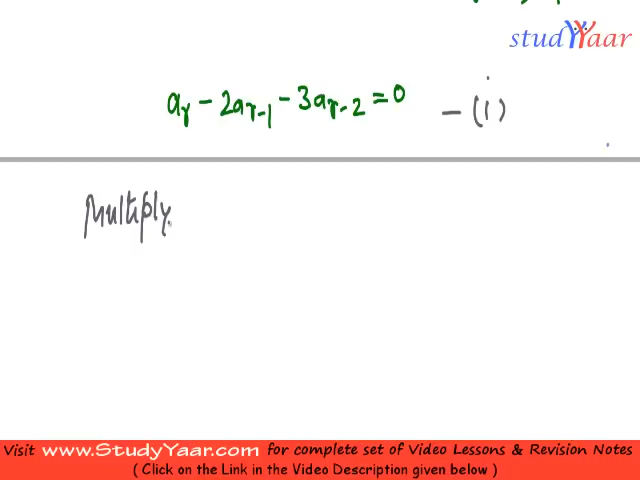 studYYaar
aᵣ − 2aᵣ₋₁ − 3aᵣ₋₂ = 0 — (i)
Multiply
Visit www.StudyYaar.com for complete set of Video Lessons & Revision Notes
( Click on the Link in the Video Description given below )